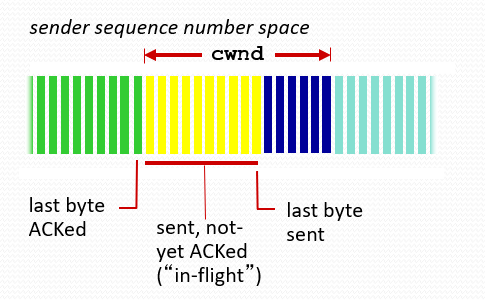 sender sequence number space
cwnd
last byte
ACKed
sent, not-
yet ACKed
(“in-flight”)
last byte
sent